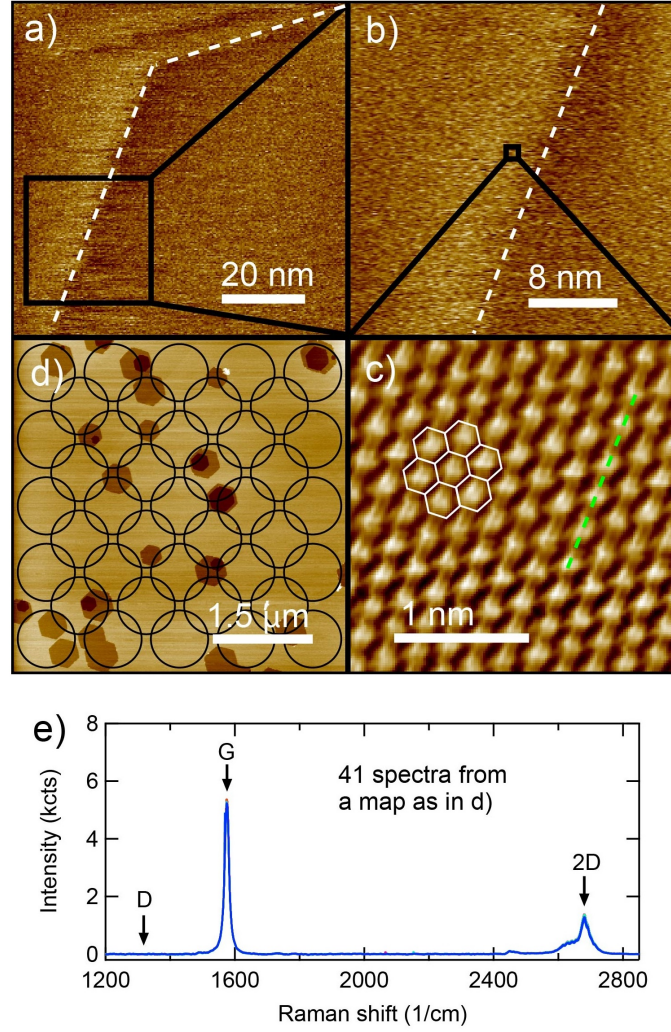 a)
20 nm
b)
8 nm
d)
1.5 µm
c)
1 nm
e)
8
6
4
2
0
Intensity (kcts)
D
G
41 spectra from
a map as in d)
2D
1200
1600
2000
2400
2800
Raman shift (1/cm)